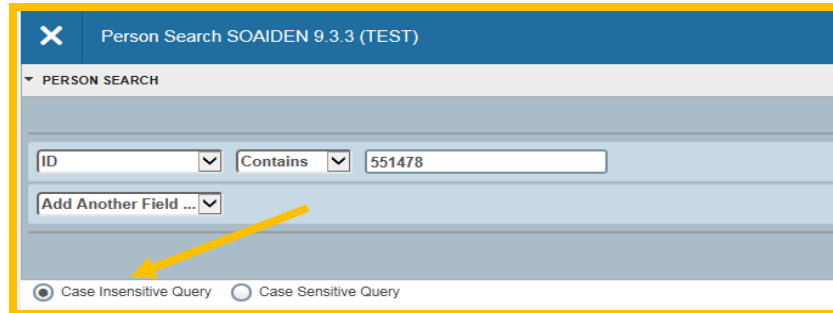 Person Search SOAIDEN 9.3.3 (TEST)
PERSON SEARCH
ID Contains 551478
Add Another Field ...
Case Insensitive Query Case Sensitive Query